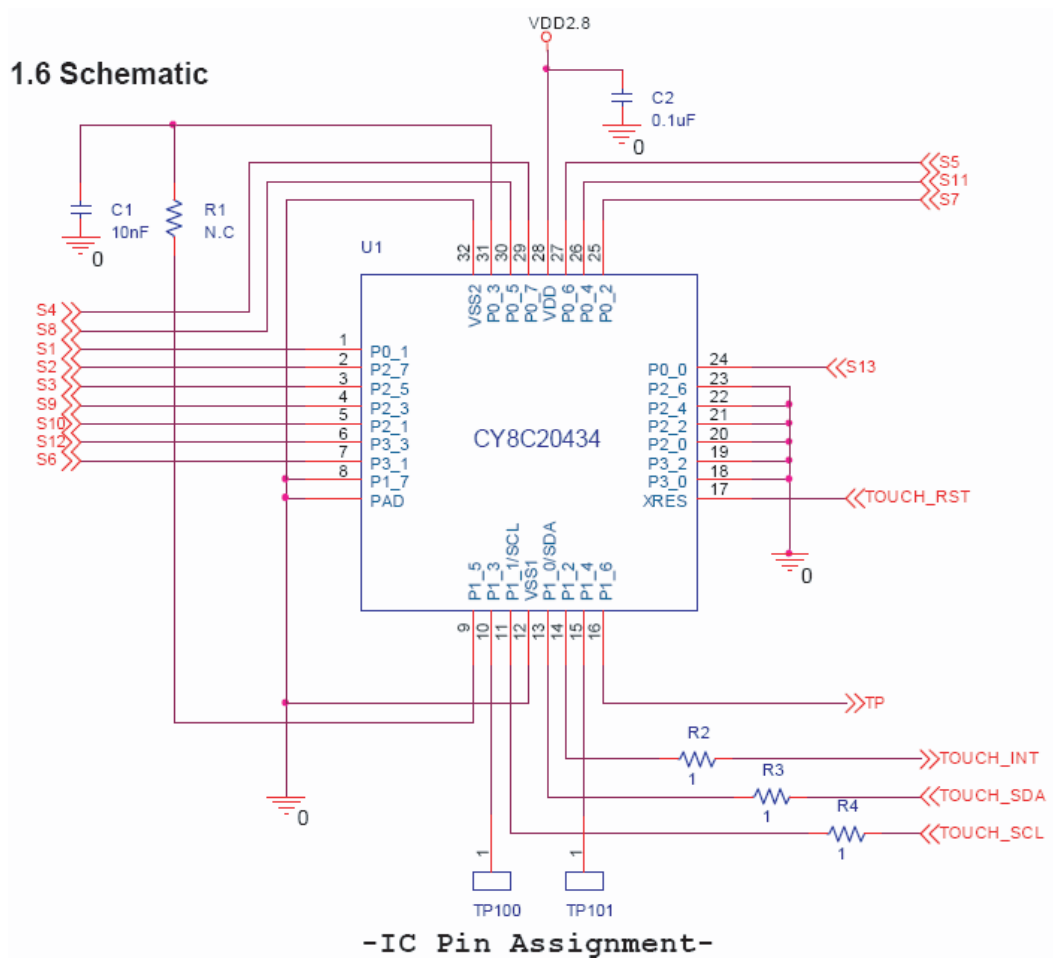 VDD2.8
1.6 Schematic
C2
0.1uF
0
S5
S11
S7
C1
10nF
0
R1
N.C
U1
32
31
30
29
28
27
26
25
VSS2
P0_3
P0_5
P0_7
VDD
P0_6
P0_4
P0_2
S4
S8
S1
S2
S3
S9
S10
S12
S6
1
2
3
4
5
6
7
8
P0_1
P2_7
P2_5
P2_3
P2_1
P3_3
P3_1
P1_7
PAD
CY8C20434
P0_0
P2_6
P2_4
P2_2
P2_0
P3_2
P3_0
XRES
24
23
22
21
20
19
18
17
S13
TOUCH_RST
0
P1_5
P1_3
P1_1/SCL
VSS1
P1_0/SDA
P1_2
P1_4
P1_6
9
10
11
12
13
14
15
16
TP
R2
1
TOUCH_INT
R3
1
TOUCH_SDA
R4
1
TOUCH_SCL
0
1
TP100
1
TP101
-IC Pin Assignment-